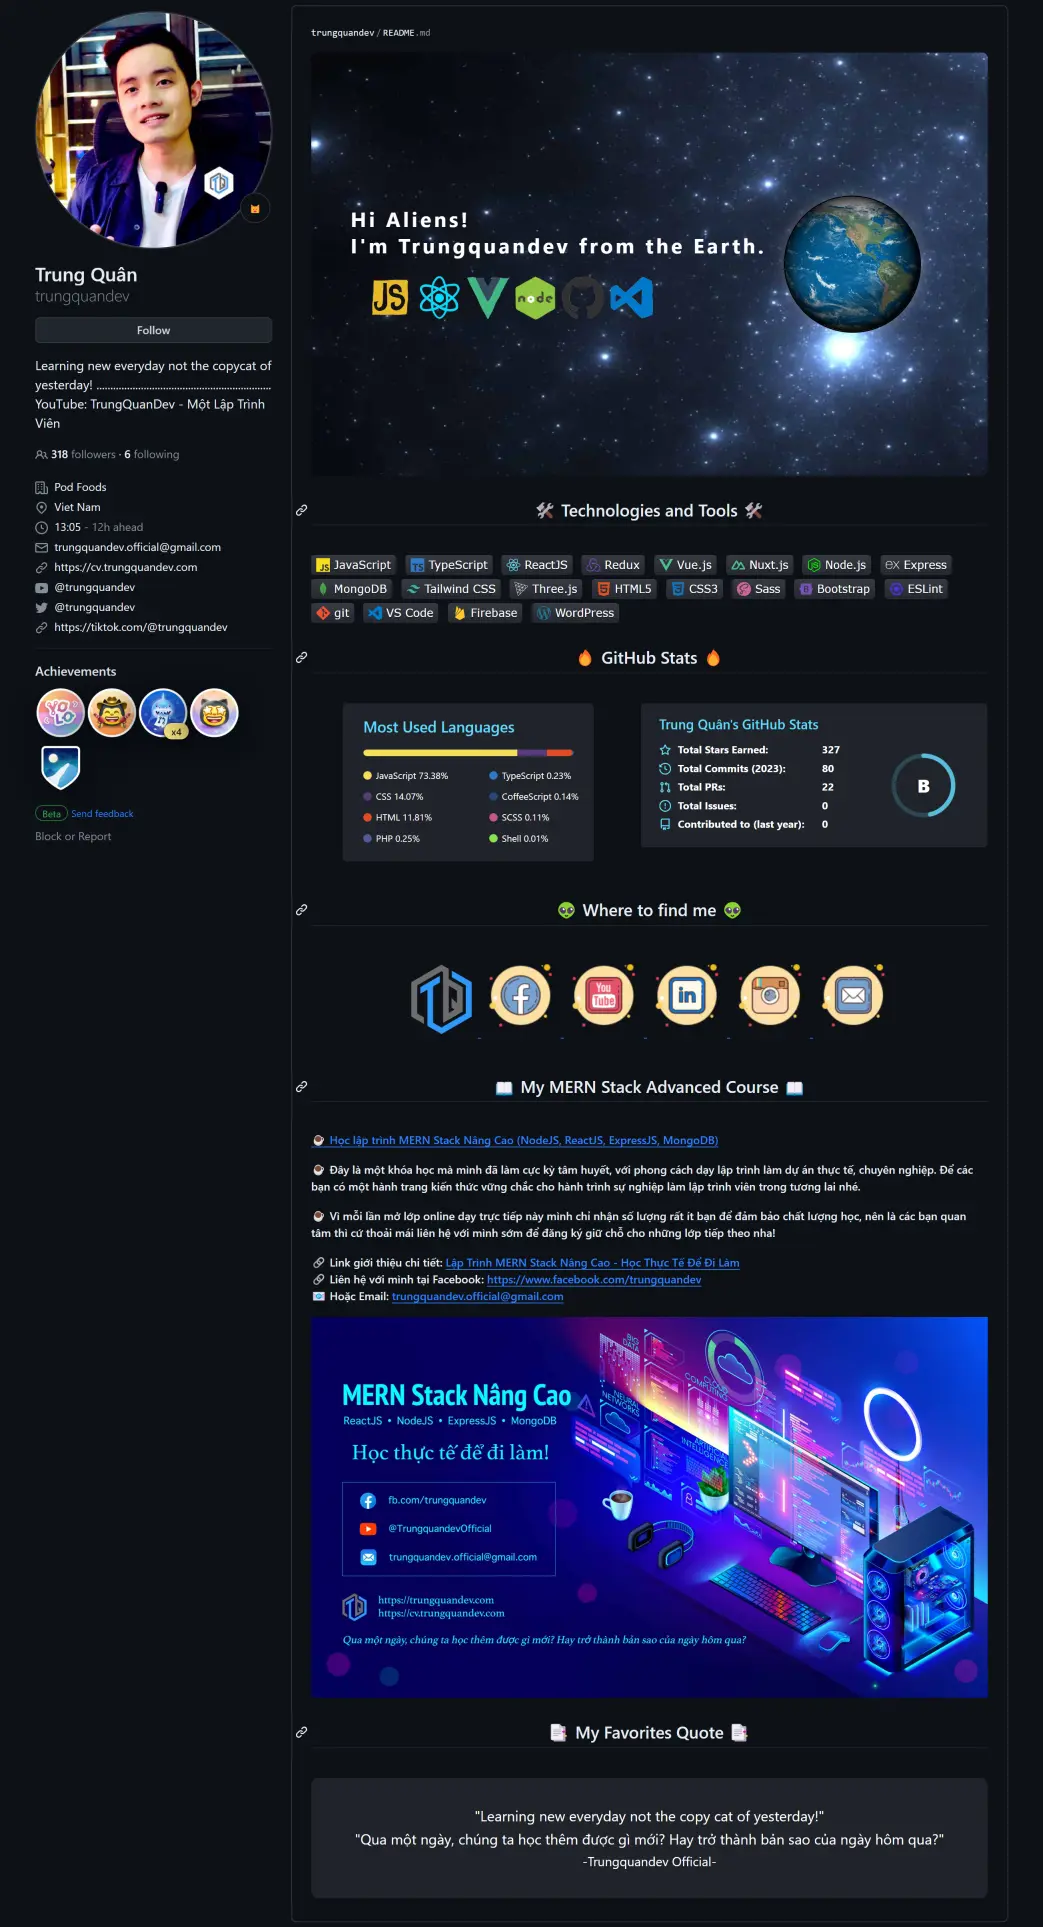 Trung Quân
trungquandev
Follow
Learning new everyday not the copycat of
yesterday! ................................................................
YouTube: TrungQuanDev - Một Lập Trình
Viên
318 followers · 6 following
Pod Foods
Viet Nam
13:05 - 12h ahead
trungquandev.official@gmail.com
https://cv.trungquandev.com
@trungquandev
@trungquandev
https://tiktok.com/@trungquandev
Achievements
YOLO
x4
Beta Send feedback
Block or Report
trungquandev / README.md
Hi Aliens!
I'm Trungquandev from the Earth.
JS
node
🛠 Technologies and Tools 🛠
JavaScript TypeScript ReactJS Redux Vue.js Nuxt.js Node.js Express
MongoDB Tailwind CSS Three.js HTML5 CSS3 Sass Bootstrap ESLint
git VS Code Firebase WordPress
🔥 GitHub Stats 🔥
Most Used Languages
JavaScript 73.38% TypeScript 0.23%
CSS 14.07% CoffeeScript 0.14%
HTML 11.81% SCSS 0.11%
PHP 0.25% Shell 0.01%
Trung Quân's GitHub Stats
Total Stars Earned: 327
Total Commits (2023): 80
Total PRs: 22
Total Issues: 0
Contributed to (last year): 0
B
👽 Where to find me 👽
You Tube
in
📖 My MERN Stack Advanced Course 📖
☕ Học lập trình MERN Stack Nâng Cao (NodeJS, ReactJS, ExpressJS, MongoDB)
☕ Đây là một khóa học mà mình đã làm cực kỳ tâm huyết, với phong cách dạy lập trình làm dự án thực tế, chuyên nghiệp. Để các
bạn có một hành trang kiến thức vững chắc cho hành trình sự nghiệp làm lập trình viên trong tương lai nhé.
☕ Vì mỗi lần mở lớp online dạy trực tiếp này mình chỉ nhận số lượng rất ít bạn để đảm bảo chất lượng học, nên là các bạn quan
tâm thì cứ thoải mái liên hệ với mình sớm để đăng ký giữ chỗ cho những lớp tiếp theo nha!
🔗 Link giới thiệu chi tiết: Lập Trình MERN Stack Nâng Cao - Học Thực Tế Để Đi Làm
🔗 Liên hệ với mình tại Facebook: https://www.facebook.com/trungquandev
📧 Hoặc Email: trungquandev.official@gmail.com
MERN Stack Nâng Cao
ReactJS • NodeJS • ExpressJS • MongoDB
Học thực tế để đi làm!
fb.com/trungquandev
@TrungquandevOfficial
trungquandev.official@gmail.com
https://trungquandev.com
https://cv.trungquandev.com
Qua một ngày, chúng ta học thêm được gì mới? Hay trở thành bản sao của ngày hôm qua?
BIG DATA
CLOUD COMPUTING
NEURAL NETWORKS
ARTIFICIAL INTELLIGENCE
📑 My Favorites Quote 📑
"Learning new everyday not the copy cat of yesterday!"
"Qua một ngày, chúng ta học thêm được gì mới? Hay trở thành bản sao của ngày hôm qua?"
-Trungquandev Official-